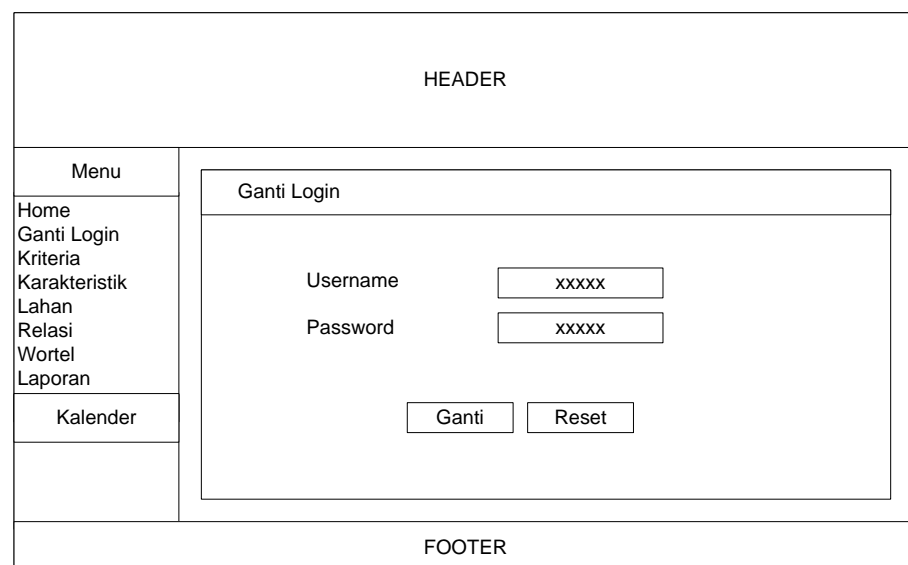 HEADER
Menu
Home
Ganti Login
Kriteria
Karakteristik
Lahan
Relasi
Wortel
Laporan
Kalender
Ganti Login
Username xxxxx
Password xxxxx
Ganti Reset
FOOTER